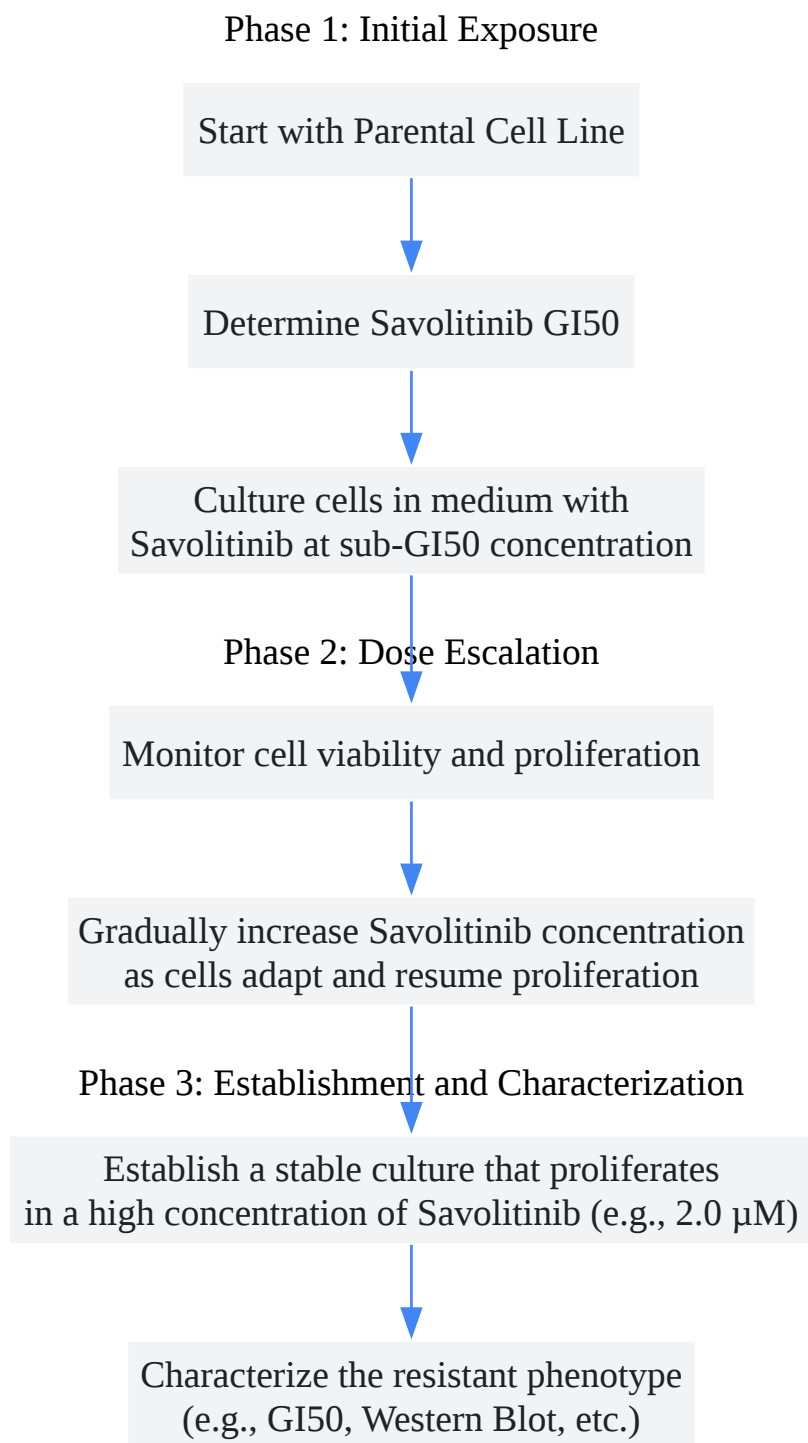 Phase 1: Initial Exposure
Start with Parental Cell Line
Determine Savolitinib GI50
Culture cells in medium with
Savolitinib at sub-GI50 concentration
Phase 2: Dose Escalation
Monitor cell viability and proliferation
Gradually increase Savolitinib concentration
as cells adapt and resume proliferation
Phase 3: Establishment and Characterization
Establish a stable culture that proliferates
in a high concentration of Savolitinib (e.g., 2.0 µM)
Characterize the resistant phenotype
(e.g., GI50, Western Blot, etc.)